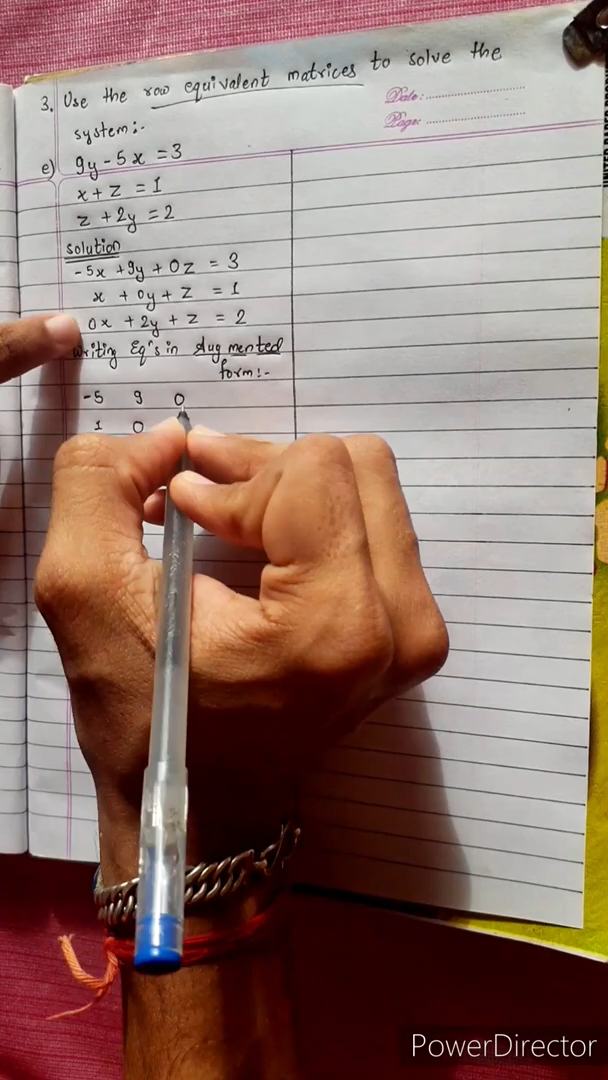 3. Use the row equivalent matrices to solve the
Date:
system:-
Page:
e) 9y - 5x = 3
x + z = 1
z + 2y = 2
solution
-5x + 9y + 0z = 3
x + 0y + z = 1
0x + 2y + z = 2
Writing Eqⁿs in Augmented
form:-
-5 9 0
1 0
PowerDirector